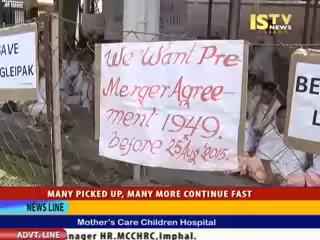 ISTV
NEWS
AVE
GLEIPAK
We Want Pre-
Merger Agree-
ment 1949.
before 25 Aug 2015.
BE
L
MANY PICKED UP, MANY MORE CONTINUE FAST
NEWS LINE
Mother's Care Children Hospital
ADVT. LINE
nager HR.MCCHRC,Imphal.